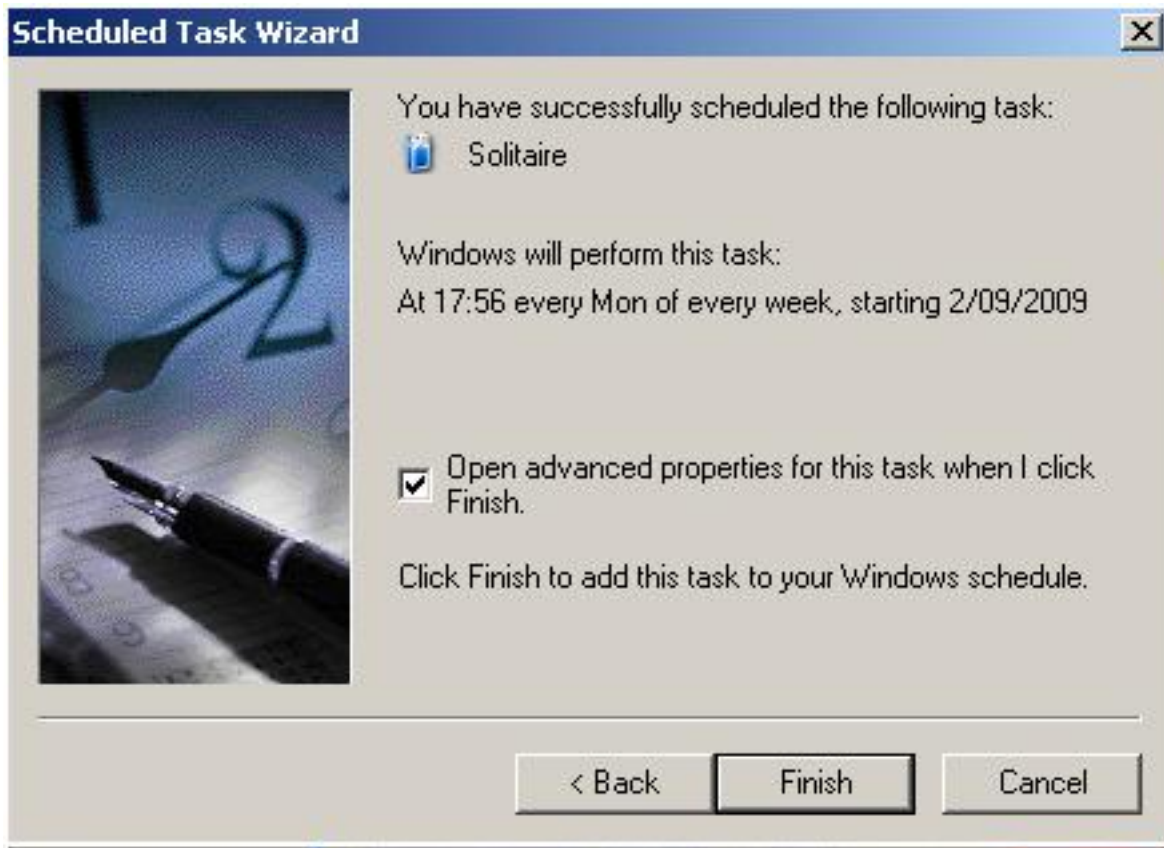 Scheduled Task Wizard
You have successfully scheduled the following task:
Solitaire
Windows will perform this task:
At 17:56 every Mon of every week, starting 2/09/2009
Open advanced properties for this task when I click
Finish.
Click Finish to add this task to your Windows schedule.
< Back
Finish
Cancel